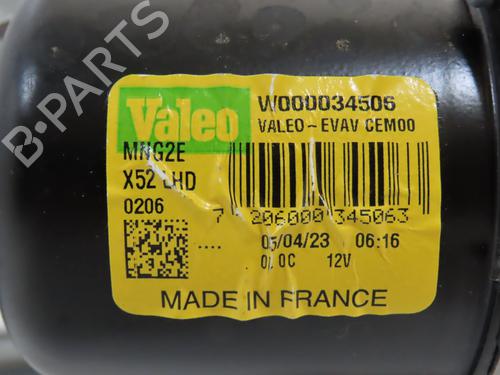 Valeo
W000034506
VALEO-EVAV CEM00
MNG2E
X52 LHD
0206
7 206000 345063
.... 05/04/23 06:16
12V
MADE IN FRANCE
B-PARTS